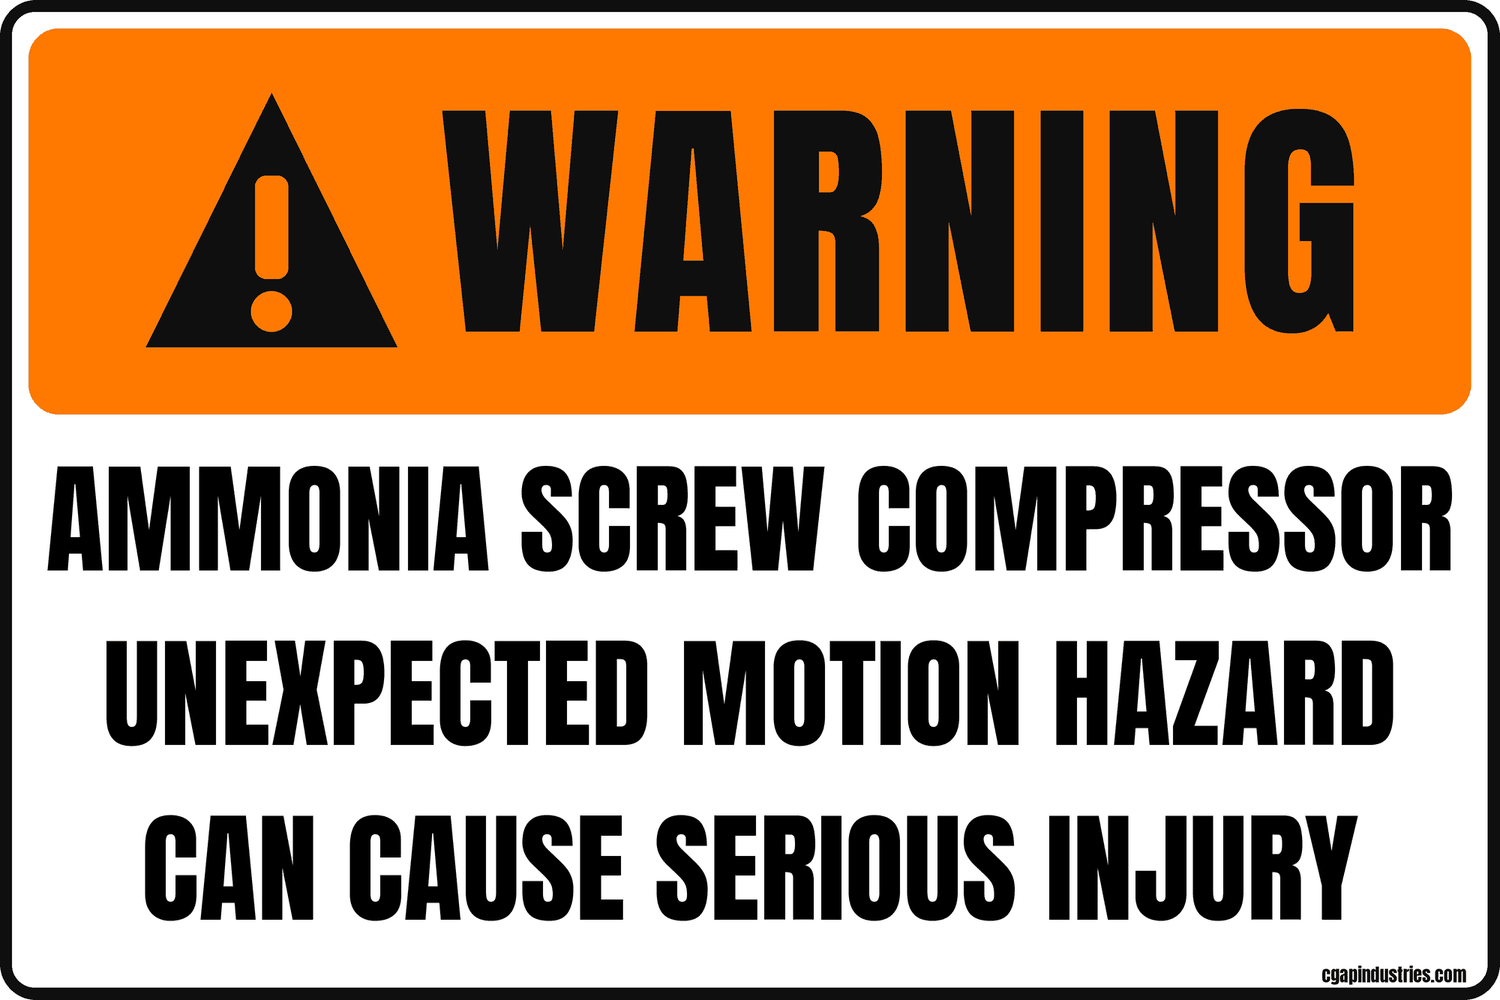 WARNING
AMMONIA SCREW COMPRESSOR
UNEXPECTED MOTION HAZARD
CAN CAUSE SERIOUS INJURY
cgapindustries.com